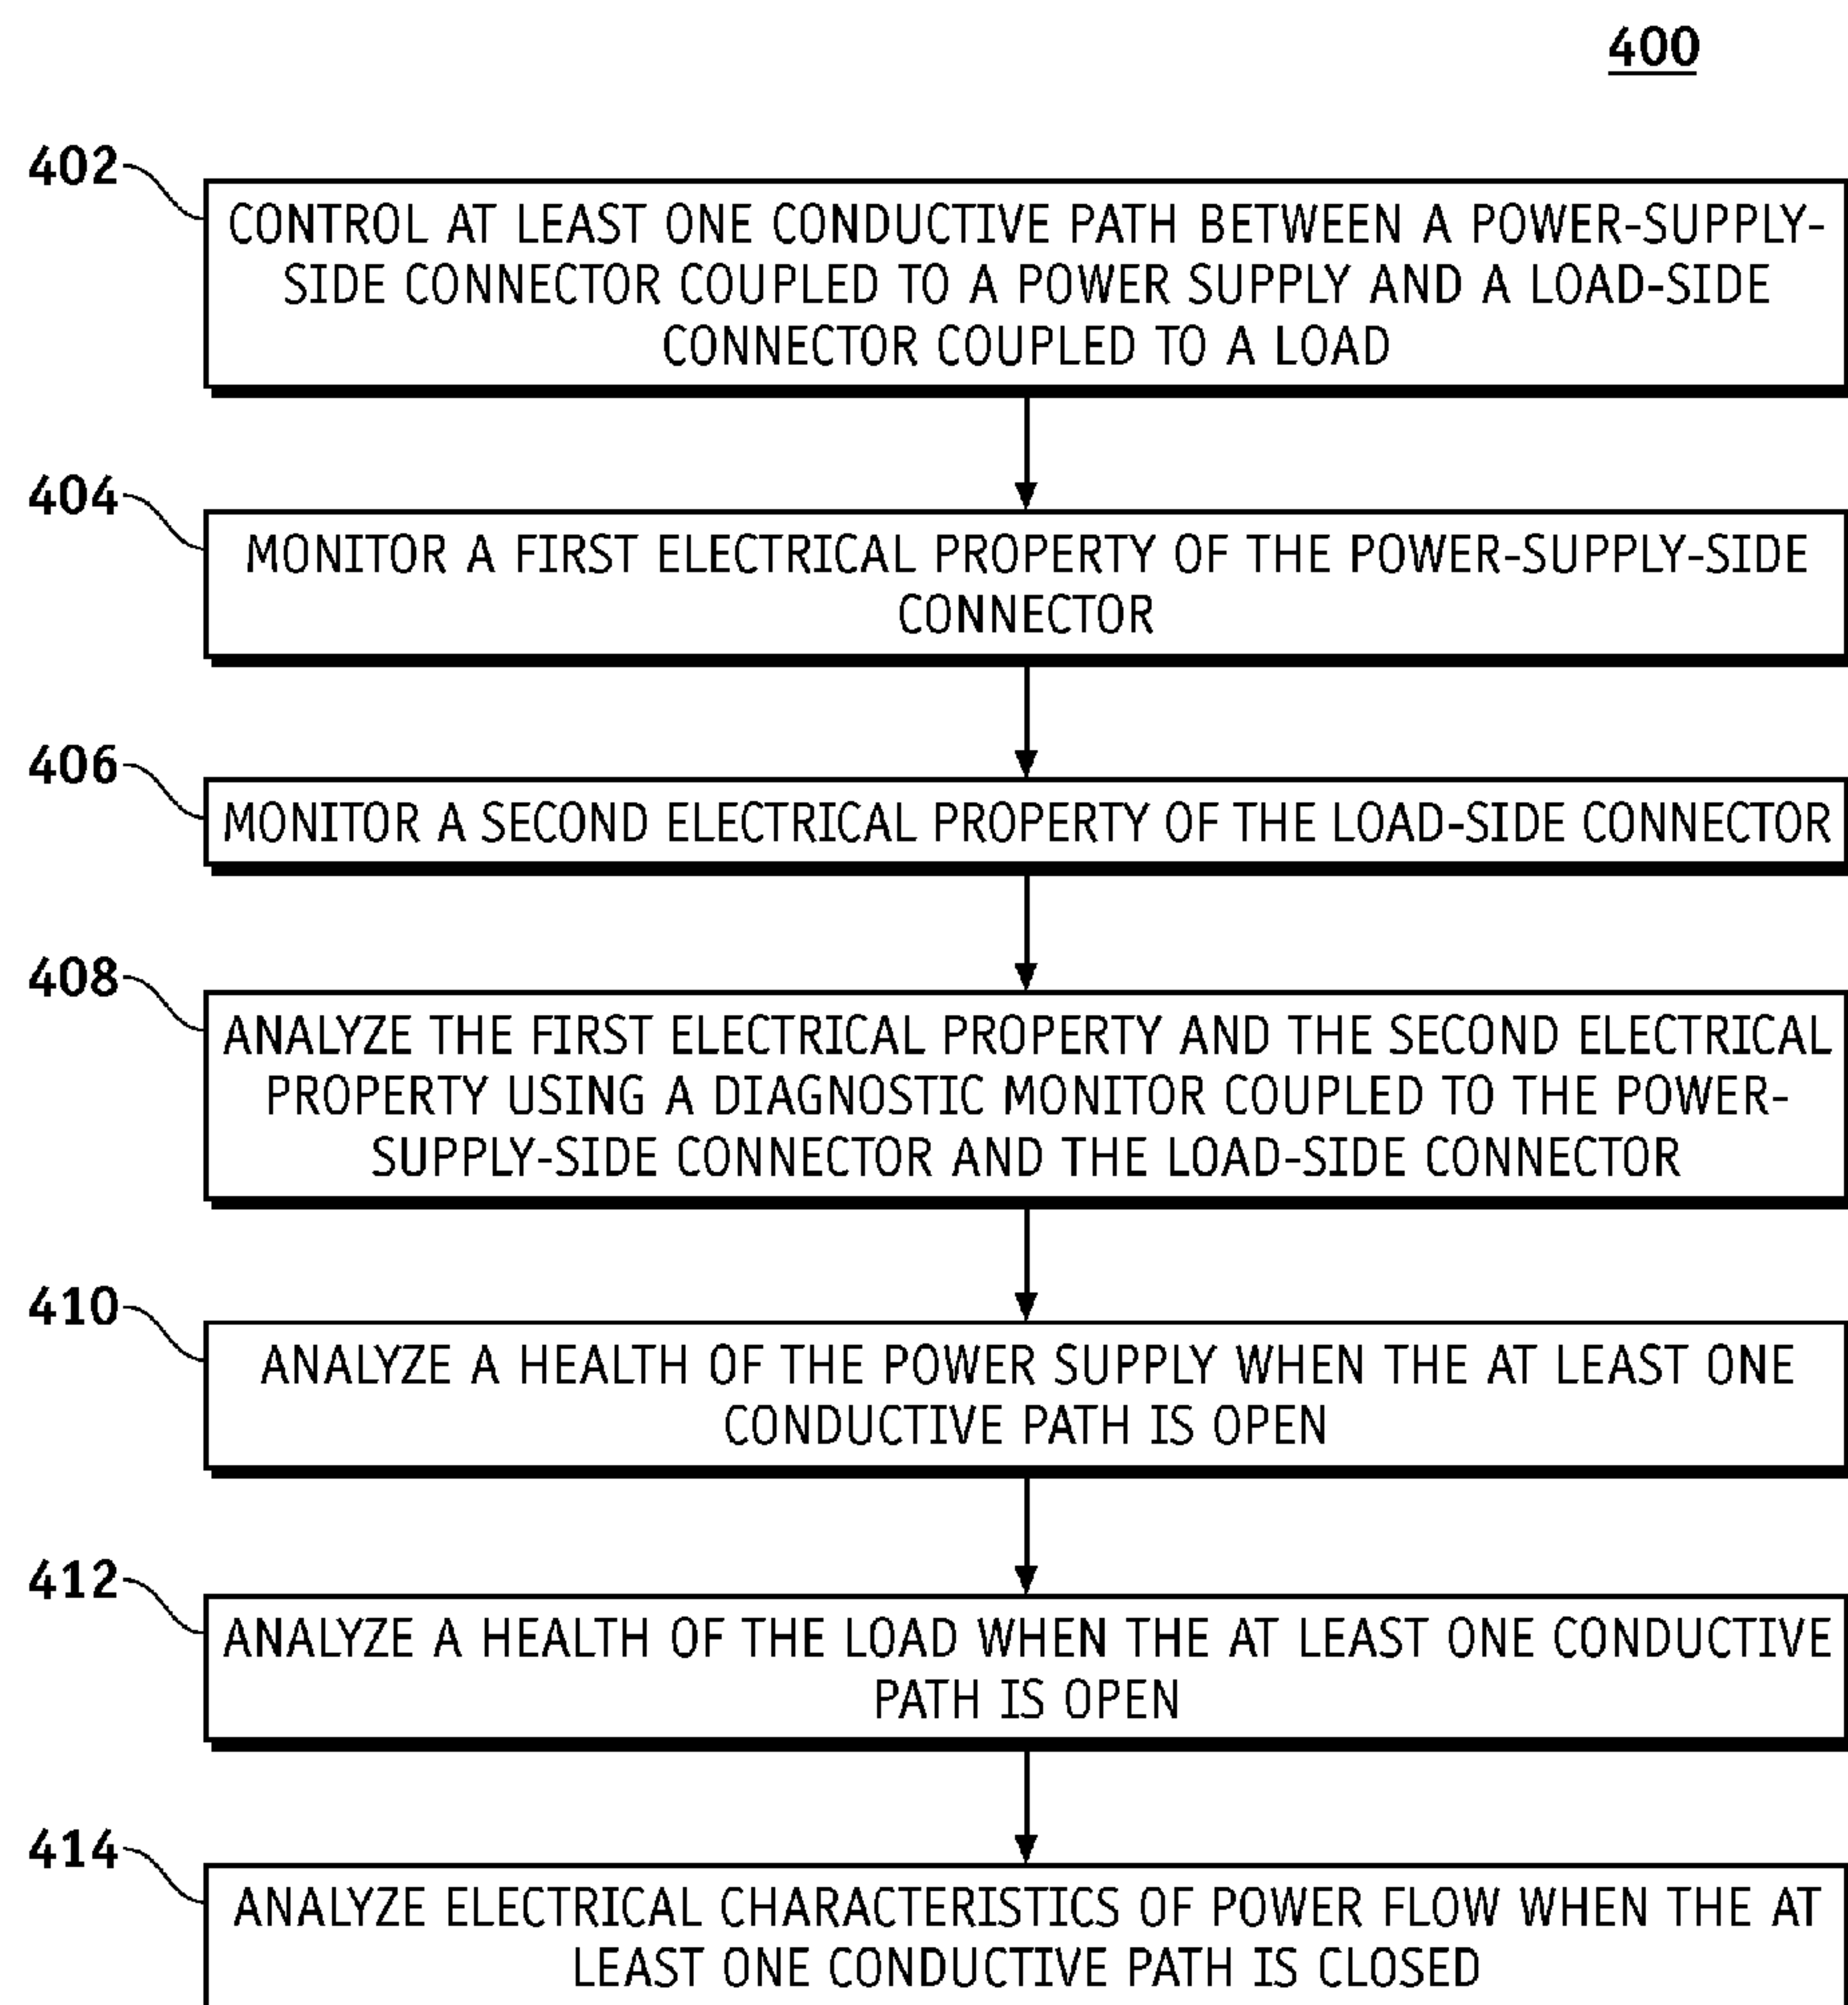 400
402
CONTROL AT LEAST ONE CONDUCTIVE PATH BETWEEN A POWER-SUPPLY-
SIDE CONNECTOR COUPLED TO A POWER SUPPLY AND A LOAD-SIDE
CONNECTOR COUPLED TO A LOAD
404
MONITOR A FIRST ELECTRICAL PROPERTY OF THE POWER-SUPPLY-SIDE
CONNECTOR
406
MONITOR A SECOND ELECTRICAL PROPERTY OF THE LOAD-SIDE CONNECTOR
408
ANALYZE THE FIRST ELECTRICAL PROPERTY AND THE SECOND ELECTRICAL
PROPERTY USING A DIAGNOSTIC MONITOR COUPLED TO THE POWER-
SUPPLY-SIDE CONNECTOR AND THE LOAD-SIDE CONNECTOR
410
ANALYZE A HEALTH OF THE POWER SUPPLY WHEN THE AT LEAST ONE
CONDUCTIVE PATH IS OPEN
412
ANALYZE A HEALTH OF THE LOAD WHEN THE AT LEAST ONE CONDUCTIVE
PATH IS OPEN
414
ANALYZE ELECTRICAL CHARACTERISTICS OF POWER FLOW WHEN THE AT
LEAST ONE CONDUCTIVE PATH IS CLOSED